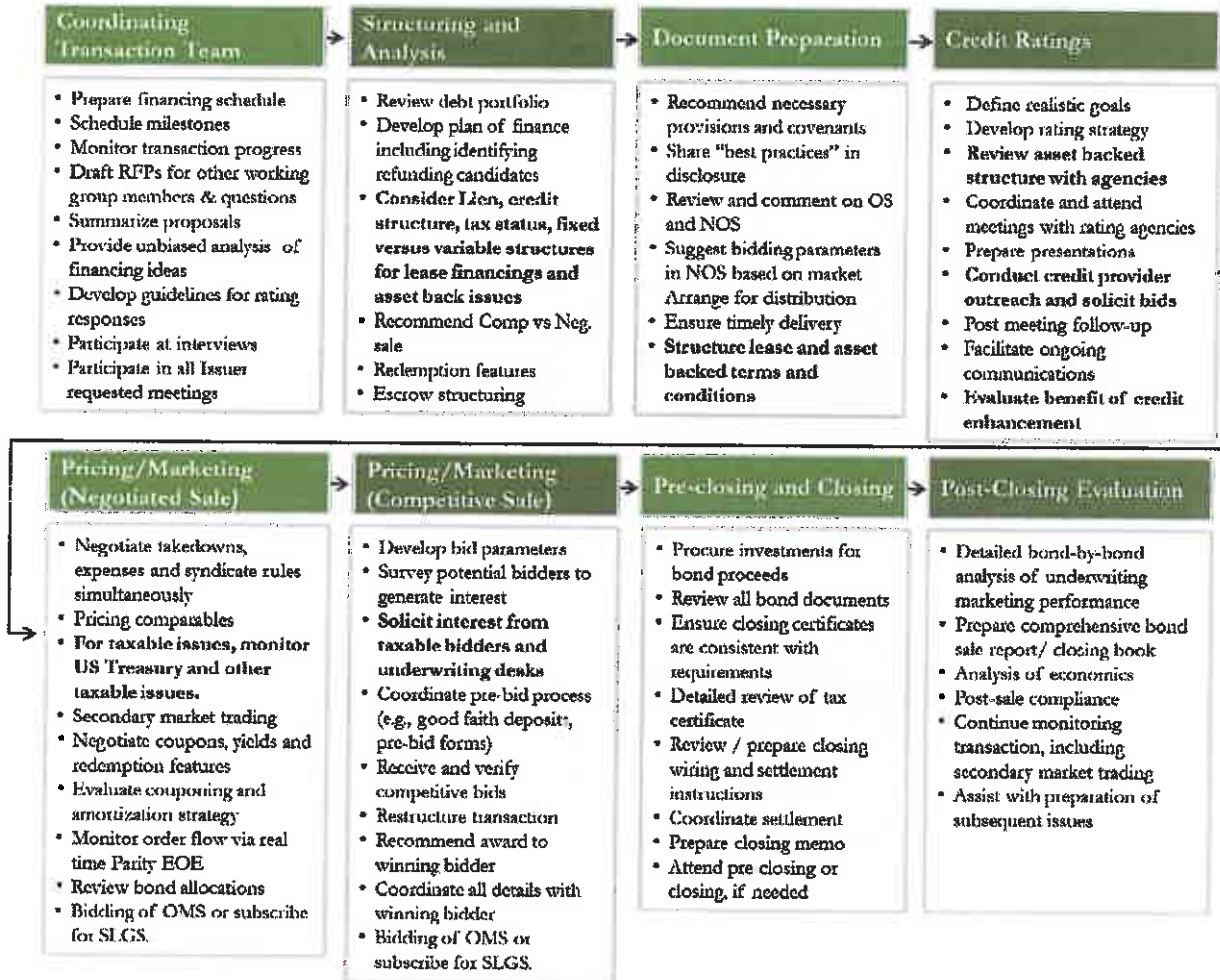 Coordinating
Transaction Team
• Prepare financing schedule
• Schedule milestones
• Monitor transaction progress
• Draft RFPs for other working
group members & questions
• Summarize proposals
• Provide unbiased analysis of
financing ideas
• Develop guidelines for rating
responses
• Participate at interviews
• Participate in all Issuer
requested meetings
Structuring and
Analysis
• Review debt portfolio
• Develop plan of finance
including identifying
refunding candidates
• Consider Lien, credit
structure, tax status, fixed
versus variable structures
for lease financings and
asset back issues
• Recommend Comp vs Neg.
sale
• Redemption features
• Escrow structuring
Document Preparation
• Recommend necessary
provisions and covenants
• Share "best practices" in
disclosure
• Review and comment on OS
and NOS
• Suggest bidding parameters
in NOS based on market
Arrange for distribution
• Ensure timely delivery
• Structure lease and asset
backed terms and
conditions
Credit Ratings
• Define realistic goals
• Develop rating strategy
• Review asset backed
structure with agencies
• Coordinate and attend
meetings with rating agencies
• Prepare presentations
• Conduct credit provider
outreach and solicit bids
• Post meeting follow-up
• Facilitate ongoing
communications
• Evaluate benefit of credit
enhancement
Pricing/Marketing
(Negotiated Sale)
• Negotiate takedowns,
expenses and syndicate rules
simultaneously
• Pricing comparables
• For taxable issues, monitor
US Treasury and other
taxable issues.
• Secondary market trading
• Negotiate coupons, yields and
redemption features
• Evaluate couponing and
amortization strategy
• Monitor order flow via real
time Parity EOE
• Review bond allocations
• Bidding of OMS or subscribe
for SLGS.
Pricing/Marketing
(Competitive Sale)
• Develop bid parameters
• Survey potential bidders to
generate interest
• Solicit interest from
taxable bidders and
underwriting desks
• Coordinate pre-bid process
(e.g., good faith deposits,
pre-bid forms)
• Receive and verify
competitive bids
• Restructure transaction
• Recommend award to
winning bidder
• Coordinate all details with
winning bidder
• Bidding of OMS or
subscribe for SLGS.
Pre-closing and Closing
• Procure investments for
bond proceeds
• Review all bond documents
• Ensure closing certificates
are consistent with
requirements
• Detailed review of tax
certificate
• Review / prepare closing
wiring and settlement
instructions
• Coordinate settlement
• Prepare closing memo
• Attend pre closing or
closing, if needed
Post-Closing Evaluation
• Detailed bond-by-bond
analysis of underwriting
marketing performance
• Prepare comprehensive bond
sale report/ closing book
• Analysis of economics
• Post-sale compliance
• Continue monitoring
transaction, including
secondary market trading
• Assist with preparation of
subsequent issues